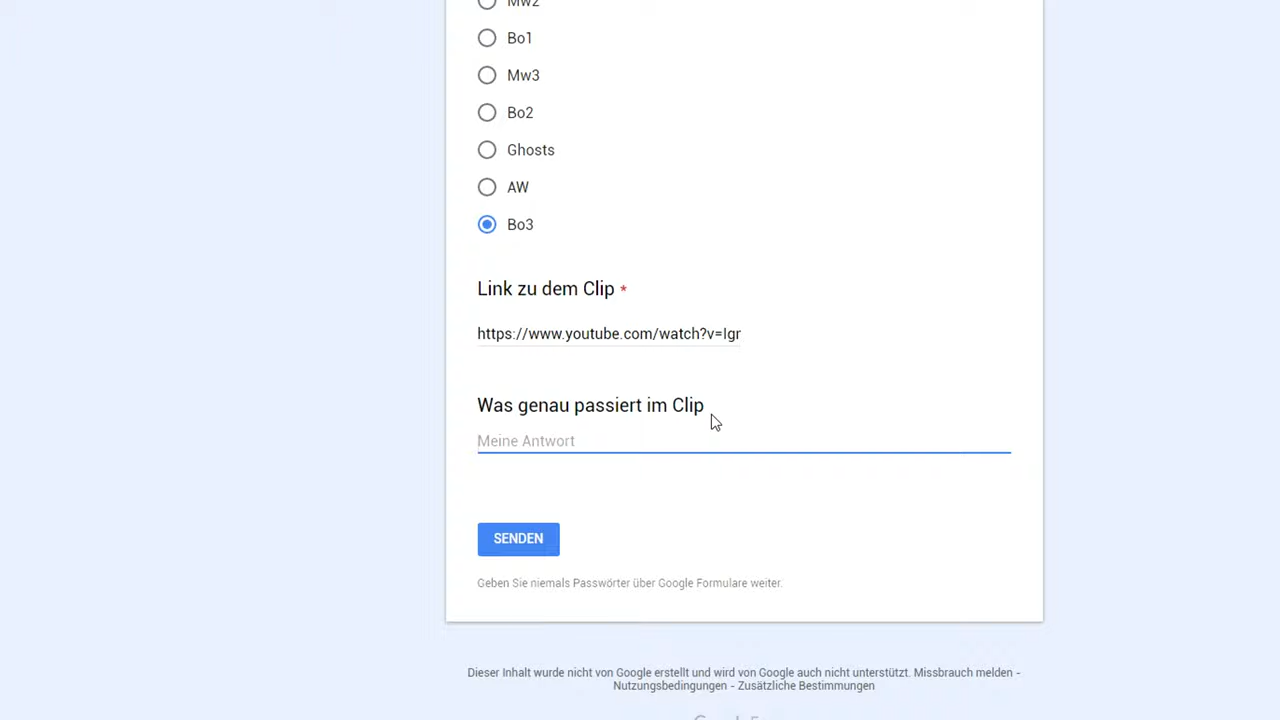 Mw2
Bo1
Mw3
Bo2
Ghosts
AW
Bo3
Link zu dem Clip *
https://www.youtube.com/watch?v=Igr
Was genau passiert im Clip
Meine Antwort
SENDEN
Geben Sie niemals Passwörter über Google Formulare weiter.
Dieser Inhalt wurde nicht von Google erstellt und wird von Google auch nicht unterstützt. Missbrauch melden -
Nutzungsbedingungen - Zusätzliche Bestimmungen